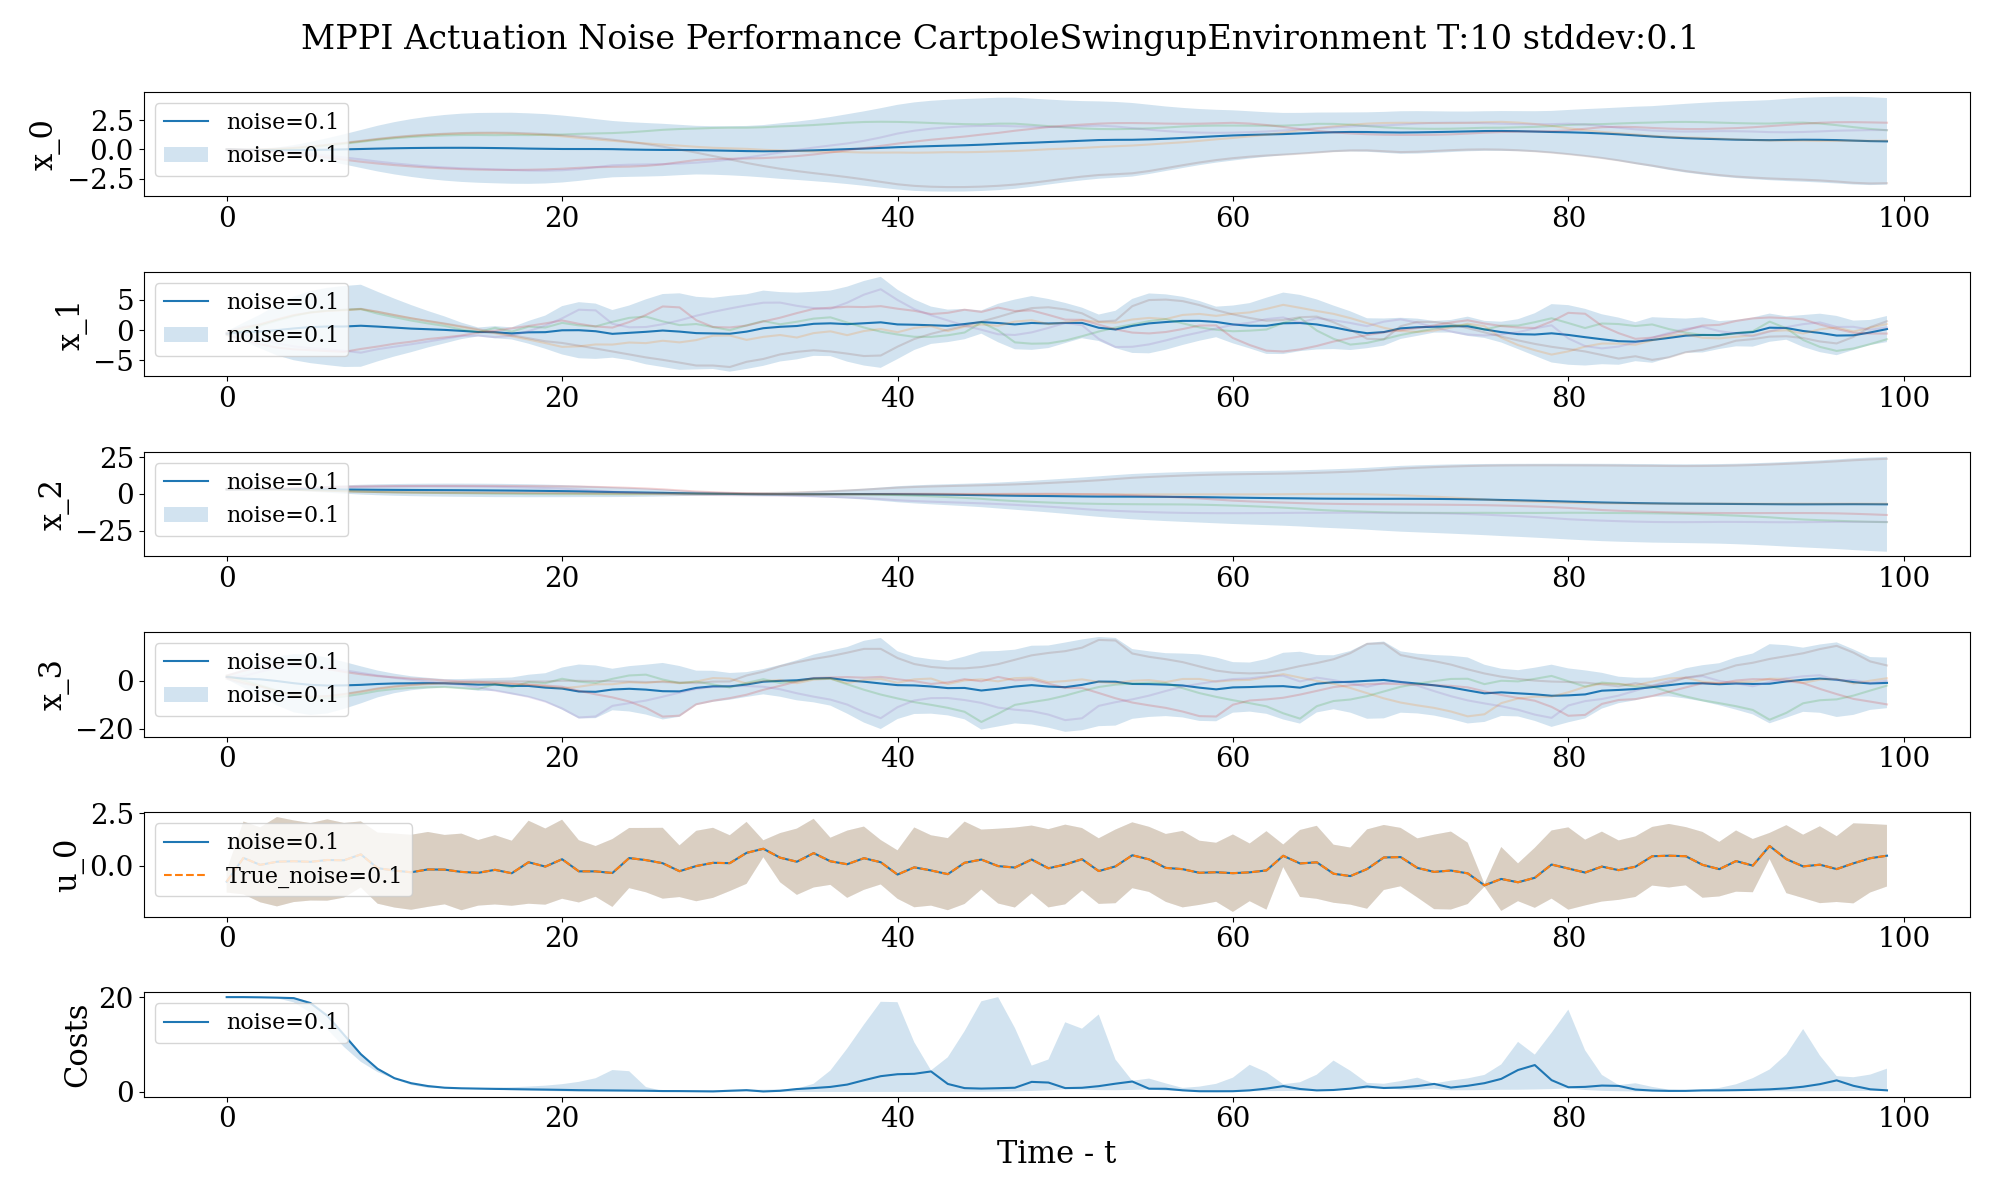 MPPI Actuation Noise Performance CartpoleSwingupEnvironment T:10 stddev:0.1
x_0
2.5
0.0
−2.5
noise=0.1
noise=0.1
0 20 40 60 80 100
x_1
5
0
−5
noise=0.1
noise=0.1
0 20 40 60 80 100
x_2
25
0
−25
noise=0.1
noise=0.1
0 20 40 60 80 100
x_3
0
−20
noise=0.1
noise=0.1
0 20 40 60 80 100
u_0
2.5
0.0
noise=0.1
True_noise=0.1
0 20 40 60 80 100
Costs
20
0
noise=0.1
0 20 40 60 80 100
Time - t